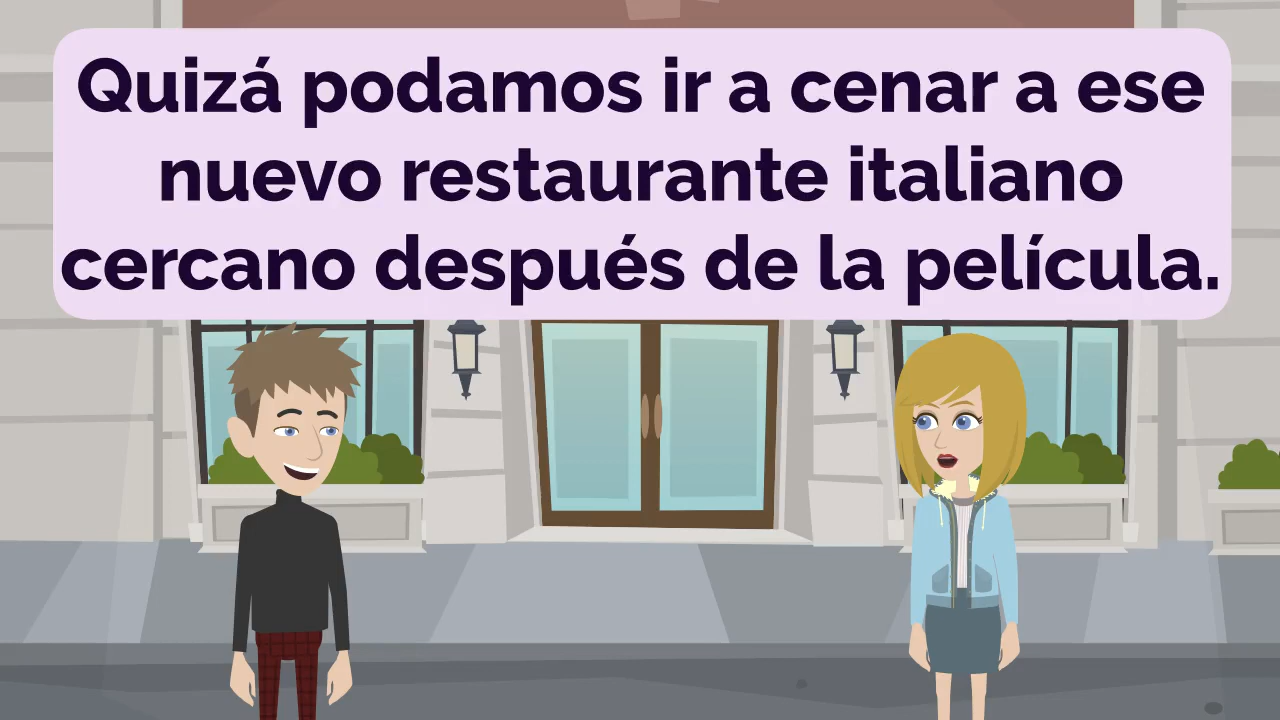 Quizá podamos ir a cenar a ese
nuevo restaurante italiano
cercano después de la película.